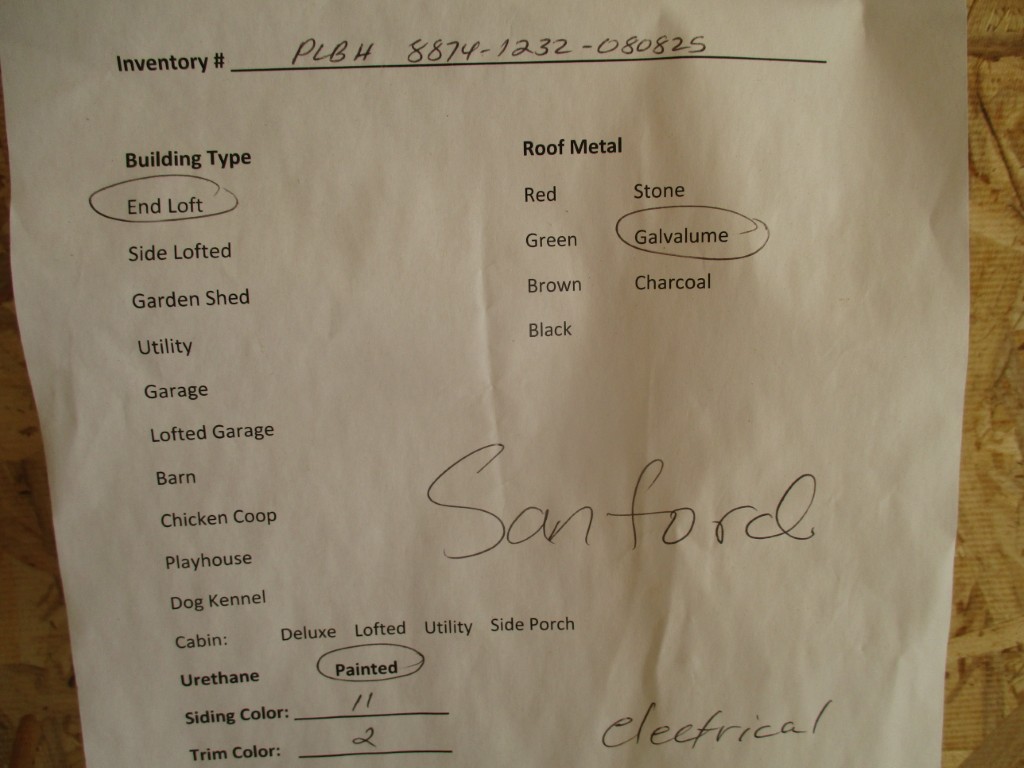 Inventory # PLBH 8874-1232-080825
Building Type
End Loft
Side Lofted
Garden Shed
Utility
Garage
Lofted Garage
Barn
Chicken Coop
Playhouse
Dog Kennel
Cabin: Deluxe Lofted Utility Side Porch
Urethane Painted
Siding Color: 11
Trim Color: 2
Roof Metal
Red Stone
Green Galvalume
Brown Charcoal
Black
Sanford
electrical